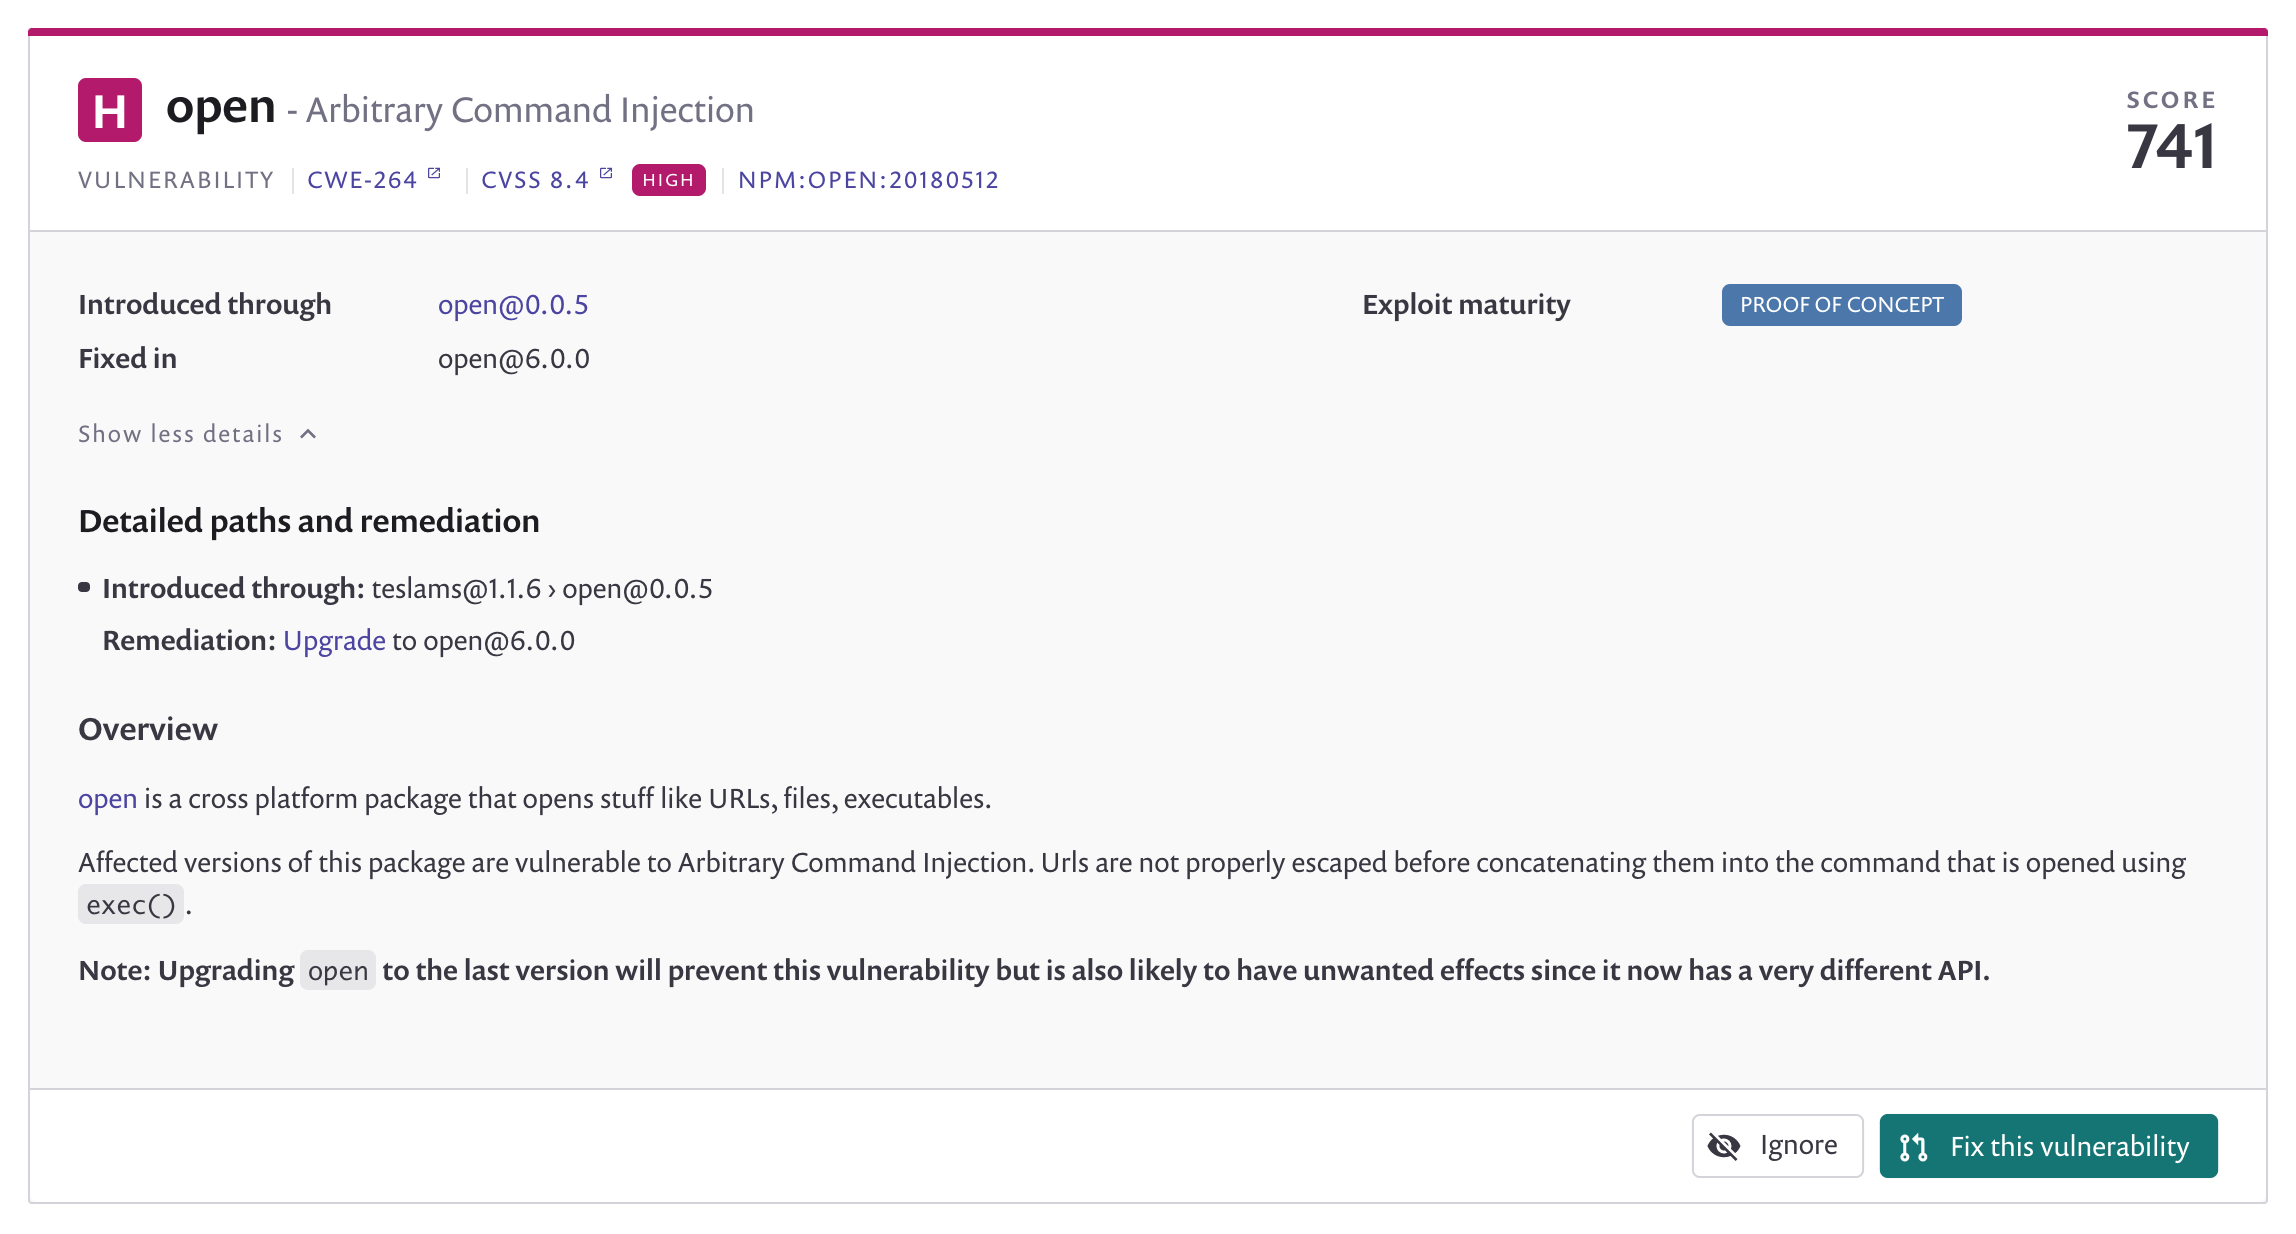 H open - Arbitrary Command Injection
SCORE
741
VULNERABILITY CWE-264 CVSS 8.4 HIGH NPM:OPEN:20180512
Introduced through open@0.0.5 Exploit maturity PROOF OF CONCEPT
Fixed in open@6.0.0
Show less details
Detailed paths and remediation
Introduced through: teslams@1.1.6 › open@0.0.5
Remediation: Upgrade to open@6.0.0
Overview
open is a cross platform package that opens stuff like URLs, files, executables.
Affected versions of this package are vulnerable to Arbitrary Command Injection. Urls are not properly escaped before concatenating them into the command that is opened using
exec() .
Note: Upgrading open to the last version will prevent this vulnerability but is also likely to have unwanted effects since it now has a very different API.
Ignore Fix this vulnerability